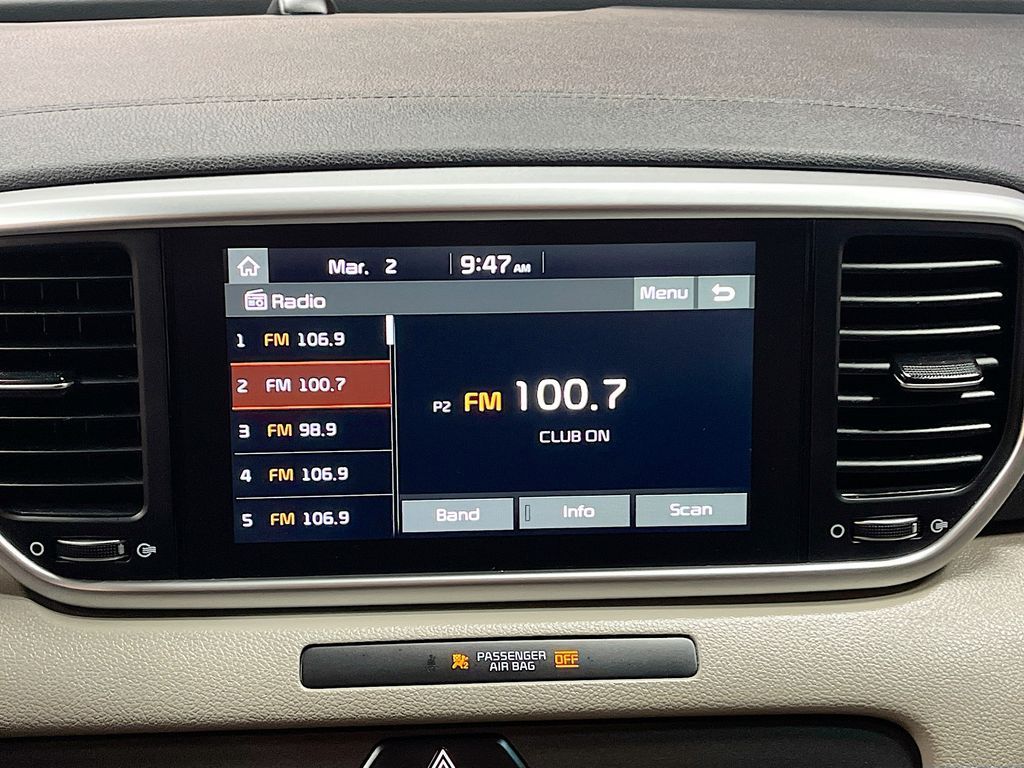 Mar. 2 9:47 AM
Radio
Menu
1 FM 106.9
2 FM 100.7
3 FM 98.9
4 FM 106.9
5 FM 106.9
P2 FM 100.7
CLUB ON
Band
Info
Scan
PASSENGER
AIR BAG
OFF